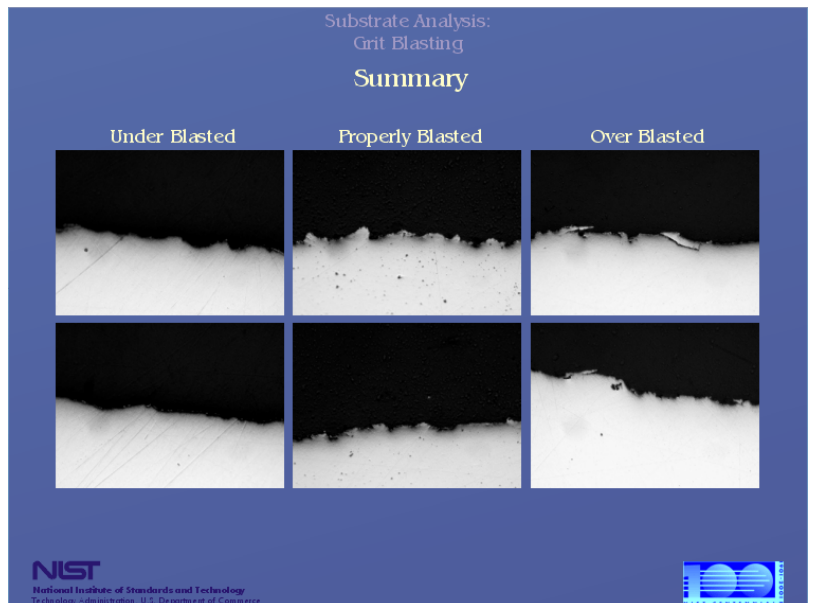 Substrate Analysis:
Grit Blasting
Summary
Under Blasted
Properly Blasted
Over Blasted
NIST
National Institute of Standards and Technology
Technology Administration, U.S. Department of Commerce
100